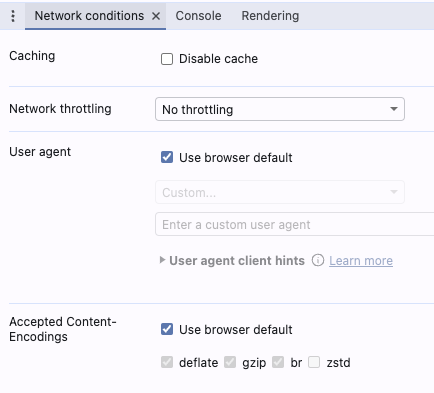 Network conditions
Console
Rendering
Caching
Disable cache
Network throttling
No throttling
User agent
Use browser default
Custom...
Enter a custom user agent
User agent client hints
Learn more
Accepted Content-
Encodings
Use browser default
deflate gzip br zstd